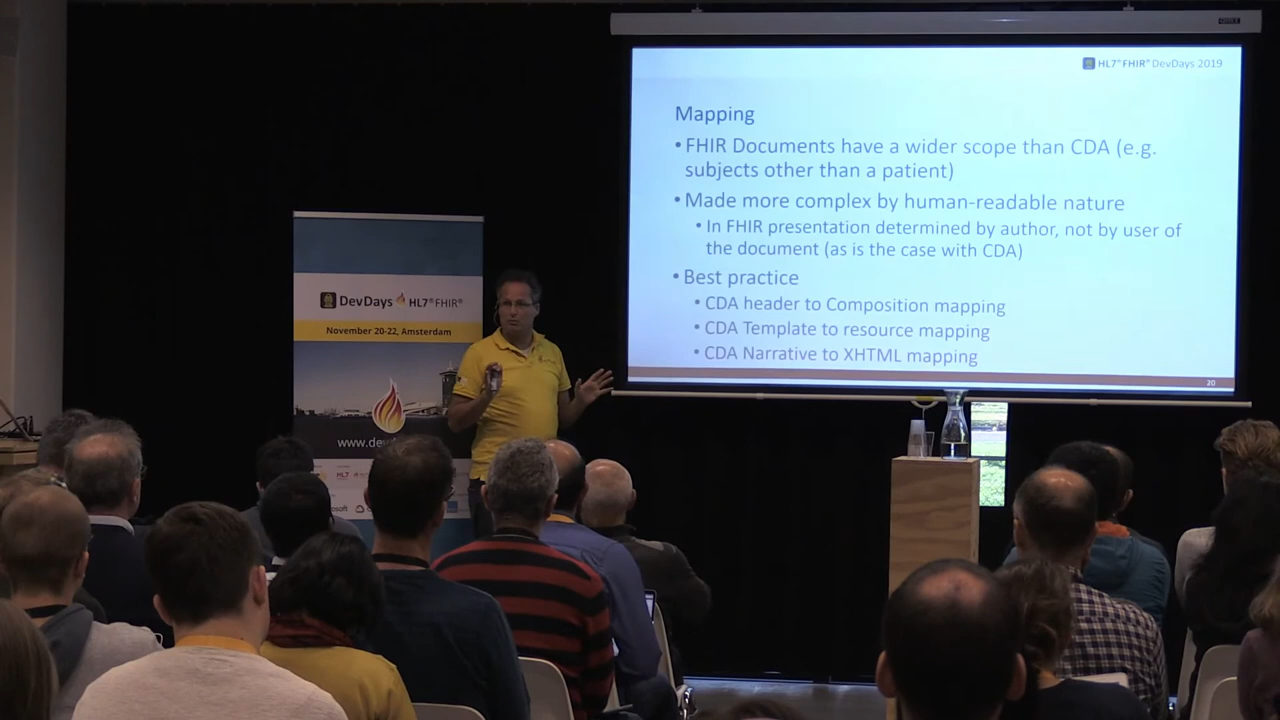 HL7® FHIR® DevDays 2019
Mapping
• FHIR Documents have a wider scope than CDA (e.g.
subjects other than a patient)
• Made more complex by human-readable nature
• In FHIR presentation determined by author, not by user of
the document (as is the case with CDA)
• Best practice
• CDA header to Composition mapping
• CDA Template to resource mapping
• CDA Narrative to XHTML mapping
20
DevDays HL7® FHIR®
November 20-22, Amsterdam
www.dev
HL7